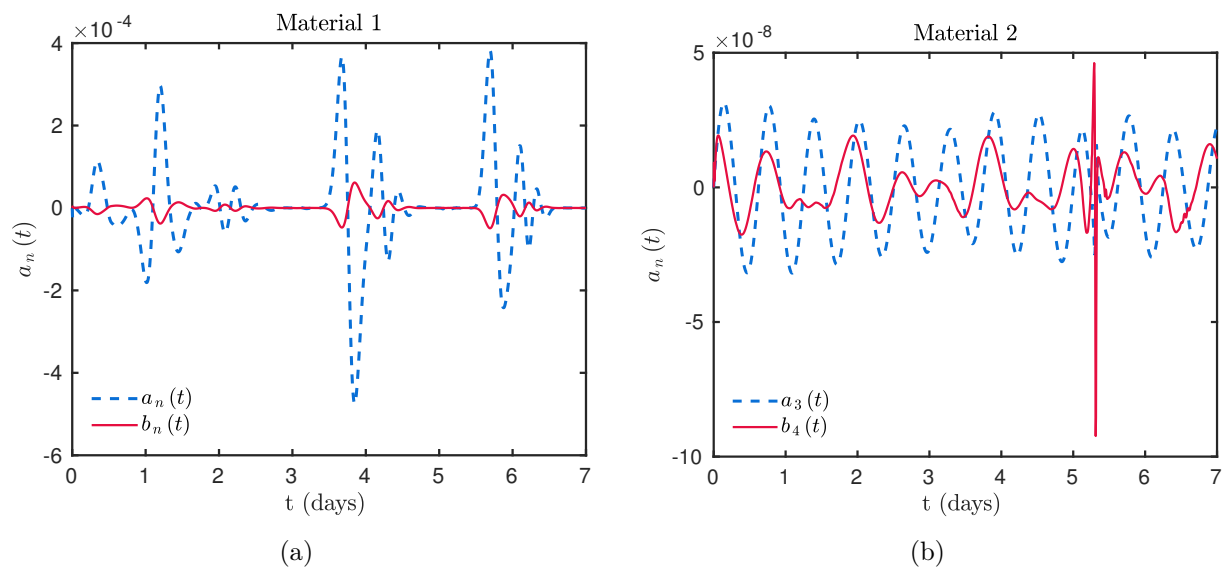 Material 1
×10⁻⁴
4
2
0
-2
-4
-6
a_n(t)
a_n(t)
b_n(t)
0 1 2 3 4 5 6 7
t (days)
(a)
Material 2
×10⁻⁸
5
0
-5
-10
a_n(t)
a_3(t)
b_4(t)
0 1 2 3 4 5 6 7
t (days)
(b)